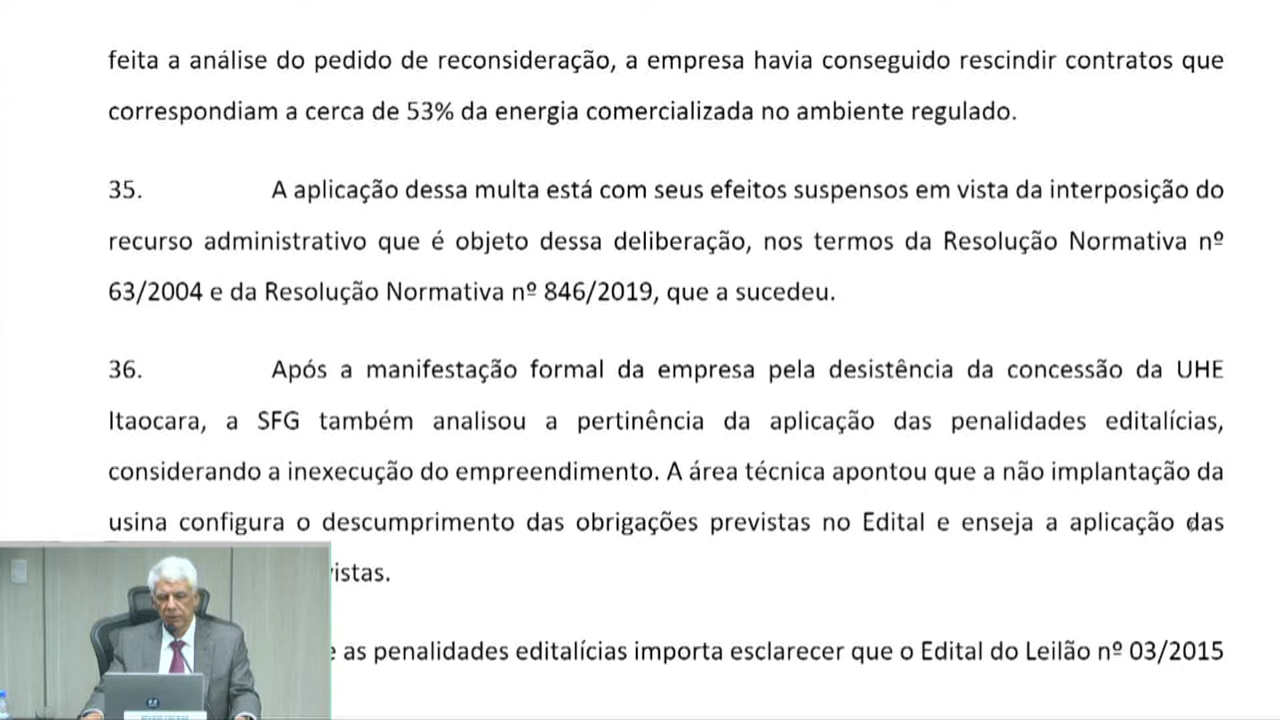 feita a análise do pedido de reconsideração, a empresa havia conseguido rescindir contratos que
correspondiam a cerca de 53% da energia comercializada no ambiente regulado.
35. A aplicação dessa multa está com seus efeitos suspensos em vista da interposição do
recurso administrativo que é objeto dessa deliberação, nos termos da Resolução Normativa nº
63/2004 e da Resolução Normativa nº 846/2019, que a sucedeu.
36. Após a manifestação formal da empresa pela desistência da concessão da UHE
Itaocara, a SFG também analisou a pertinência da aplicação das penalidades editalícias,
considerando a inexecução do empreendimento. A área técnica apontou que a não implantação da
usina configura o descumprimento das obrigações previstas no Edital e enseja a aplicação das
istas.
as penalidades editalícias importa esclarecer que o Edital do Leilão nº 03/2015